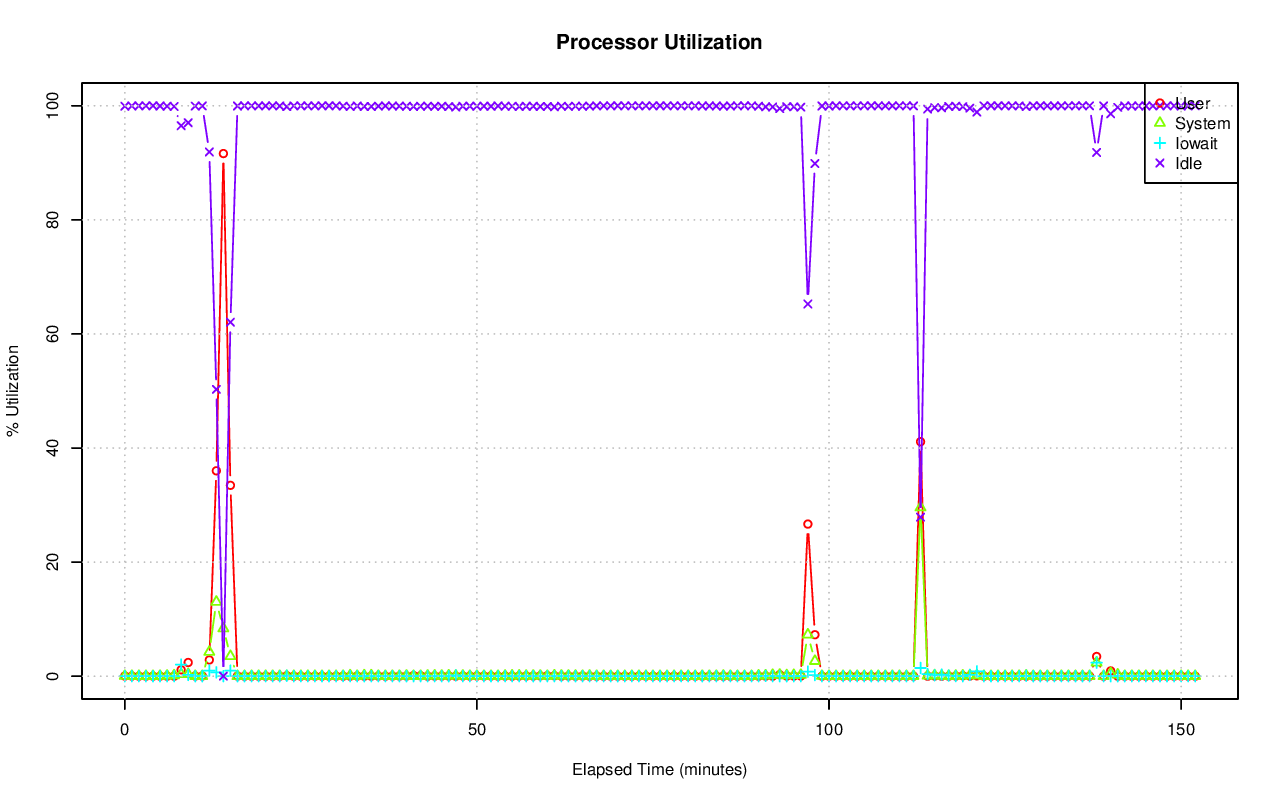 Processor Utilization
100
80
60
40
20
0
% Utilization
User
System
Iowait
Idle
0
50
100
150
Elapsed Time (minutes)